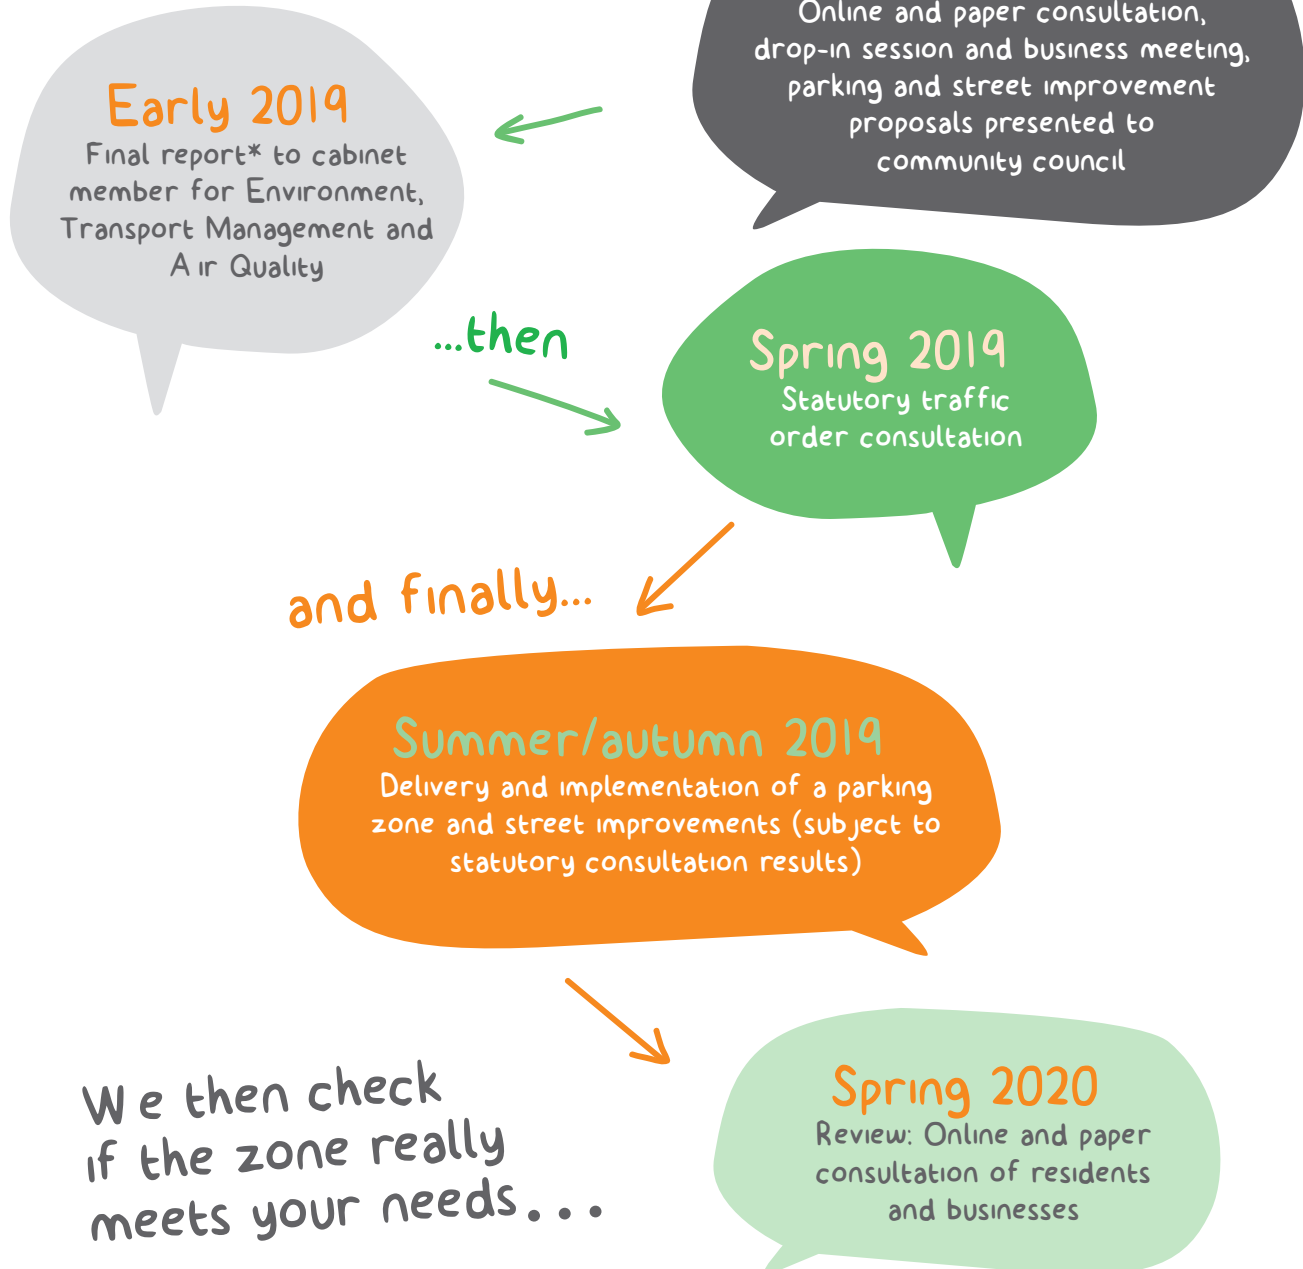 Online and paper consultation,
drop-in session and business meeting,
parking and street improvement
proposals presented to
community council
Early 2019
Final report* to cabinet
member for Environment,
Transport Management and
Air Quality
...then
Spring 2019
Statutory traffic
order consultation
and finally...
Summer/autumn 2019
Delivery and implementation of a parking
zone and street improvements (subject to
statutory consultation results)
We then check
if the zone really
meets your needs...
Spring 2020
Review: Online and paper
consultation of residents
and businesses